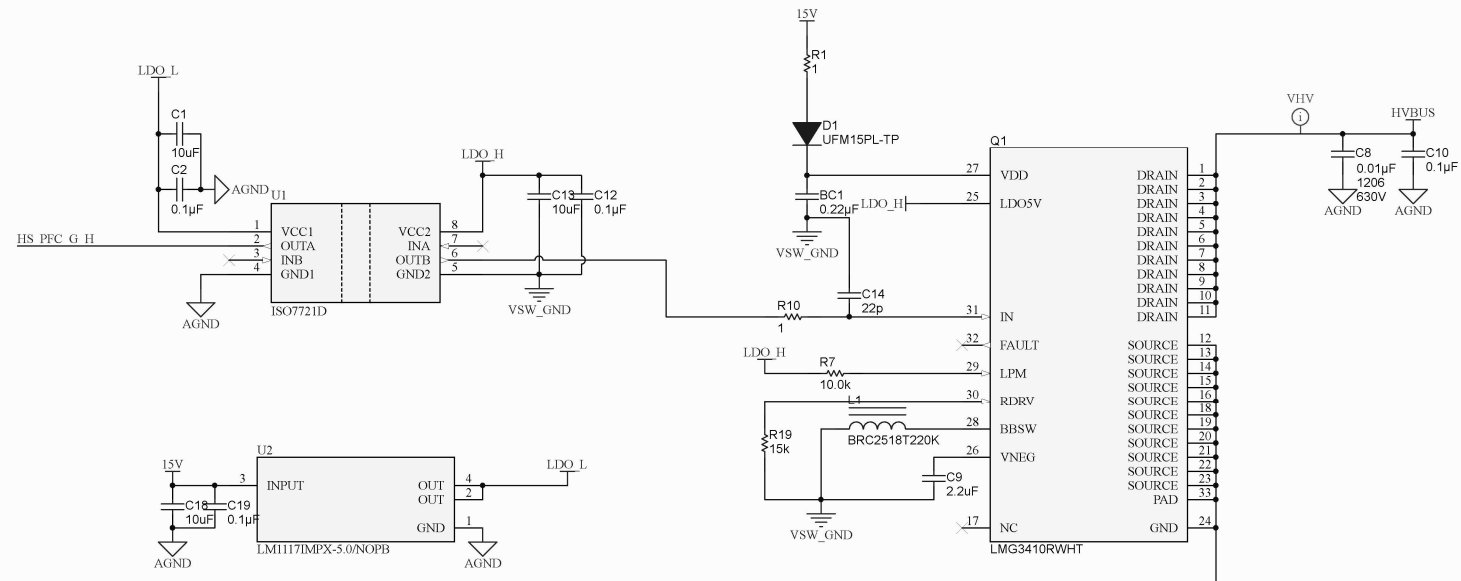 15V
R1
1
LDO_L
VHV
i
HVBUS
C1
10uF
C2
0.1µF
AGND
D1
UFM15PL-TP
Q1
C8
0.01µF
1206
630V
AGND
C10
0.1µF
AGND
LDO_H
C13
10uF
C12
0.1µF
BC1
0.22µF
VSW_GND
LDO_H
U1
HS_PFC_G_H
1 VCC1
2 OUTA
3 INB
4 GND1
VCC2 8
INA 7
OUTB 6
GND2 5
ISO7721D
AGND
VSW_GND
C14
22p
R10
1
LDO_H
R7
10.0k
R19
15k
L1
BRC2518T220K
C9
2.2uF
VSW_GND
27 VDD
25 LDO5V
31 IN
32 FAULT
29 LPM
30 RDRV
28 BBSW
26 VNEG
17 NC
DRAIN 1
DRAIN 2
DRAIN 3
DRAIN 4
DRAIN 5
DRAIN 6
DRAIN 7
DRAIN 8
DRAIN 9
DRAIN 10
DRAIN 11
SOURCE 12
SOURCE 13
SOURCE 14
SOURCE 15
SOURCE 16
SOURCE 18
SOURCE 19
SOURCE 20
SOURCE 21
SOURCE 22
SOURCE 23
PAD 33
GND 24
LMG3410RWHT
U2
15V
C18
10uF
C19
0.1µF
AGND
3 INPUT
OUT 4
OUT 2
GND 1
LDO_L
AGND
LM1117IMPX-5.0/NOPB